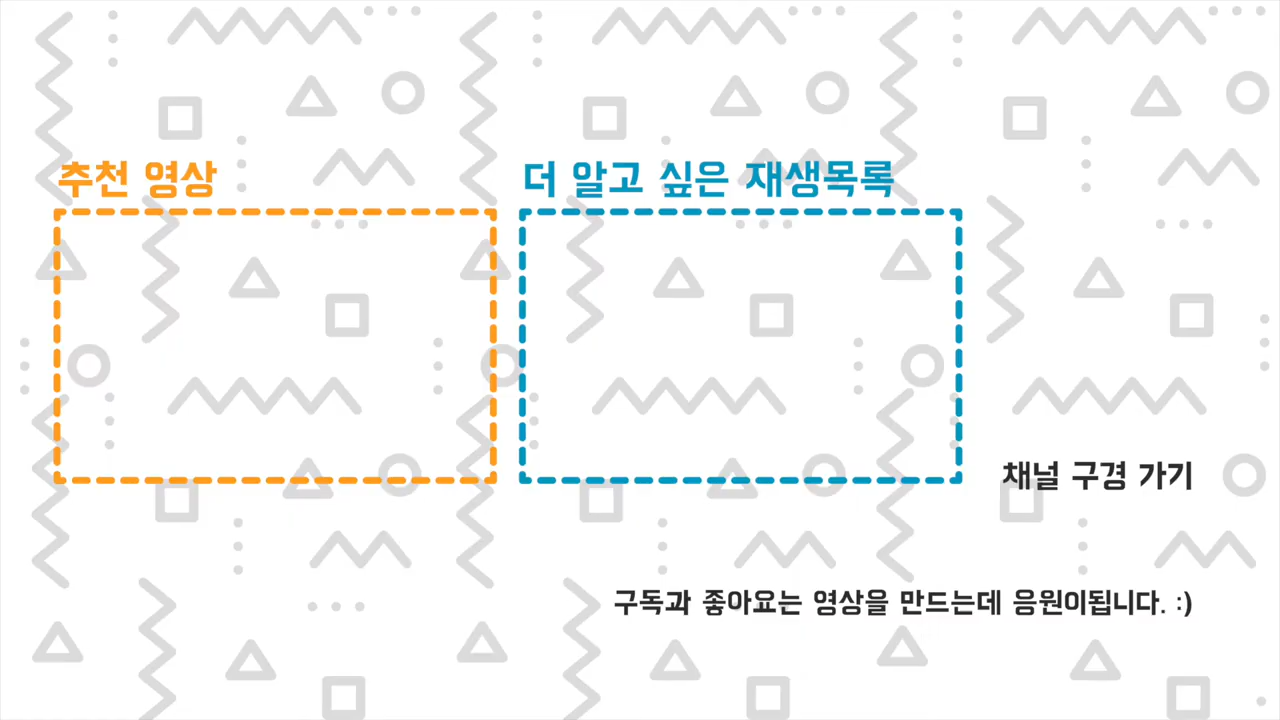 추천 영상
더 알고 싶은 재생목록
채널 구경 가기
구독과 좋아요는 영상을 만드는데 응원이됩니다. :)